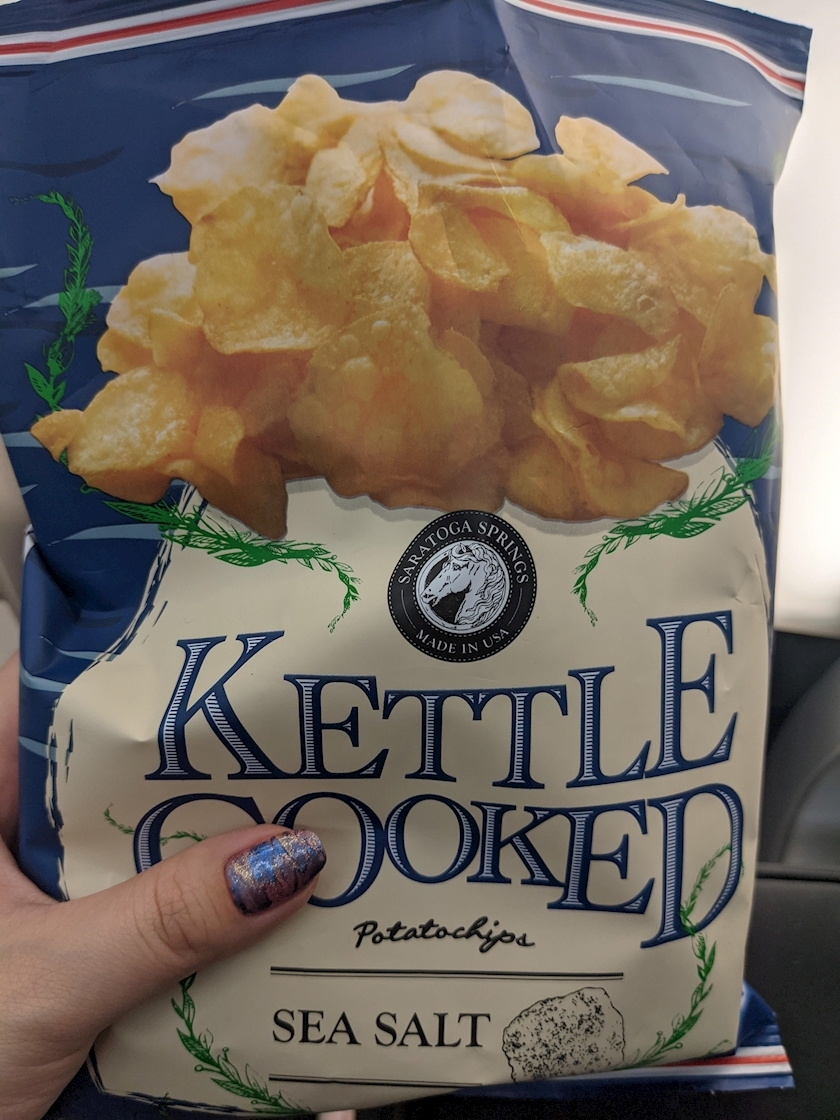 SARATOGA SPRINGS
MADE IN USA
KETTLE
COOKED
Potatochips
SEA SALT